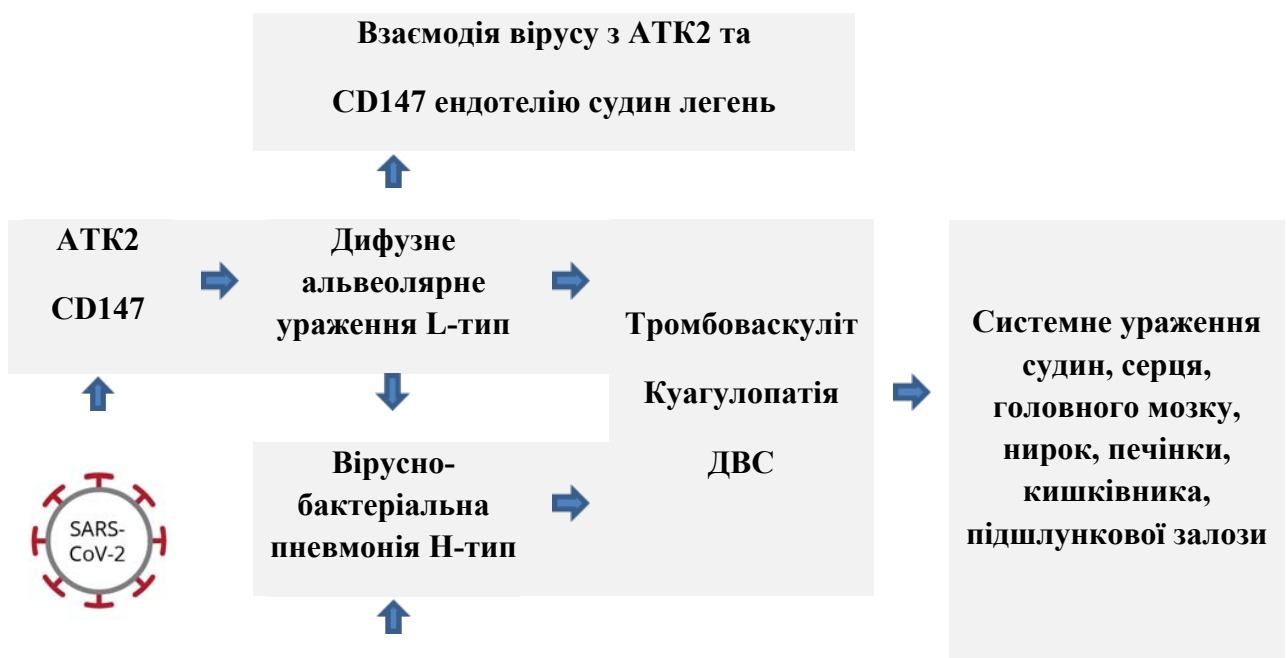 Взаємодія вірусу з АТК2 та
CD147 ендотелію судин легень
АТК2
CD147
Дифузне
альвеолярне
ураження L-тип
Тромбоваскуліт
Куагулопатія
ДВС
Системне ураження
судин, серця,
головного мозку,
нирок, печінки,
кишківника,
підшлункової залози
SARS-
CoV-2
Вірусно-
бактеріальна
пневмонія Н-тип